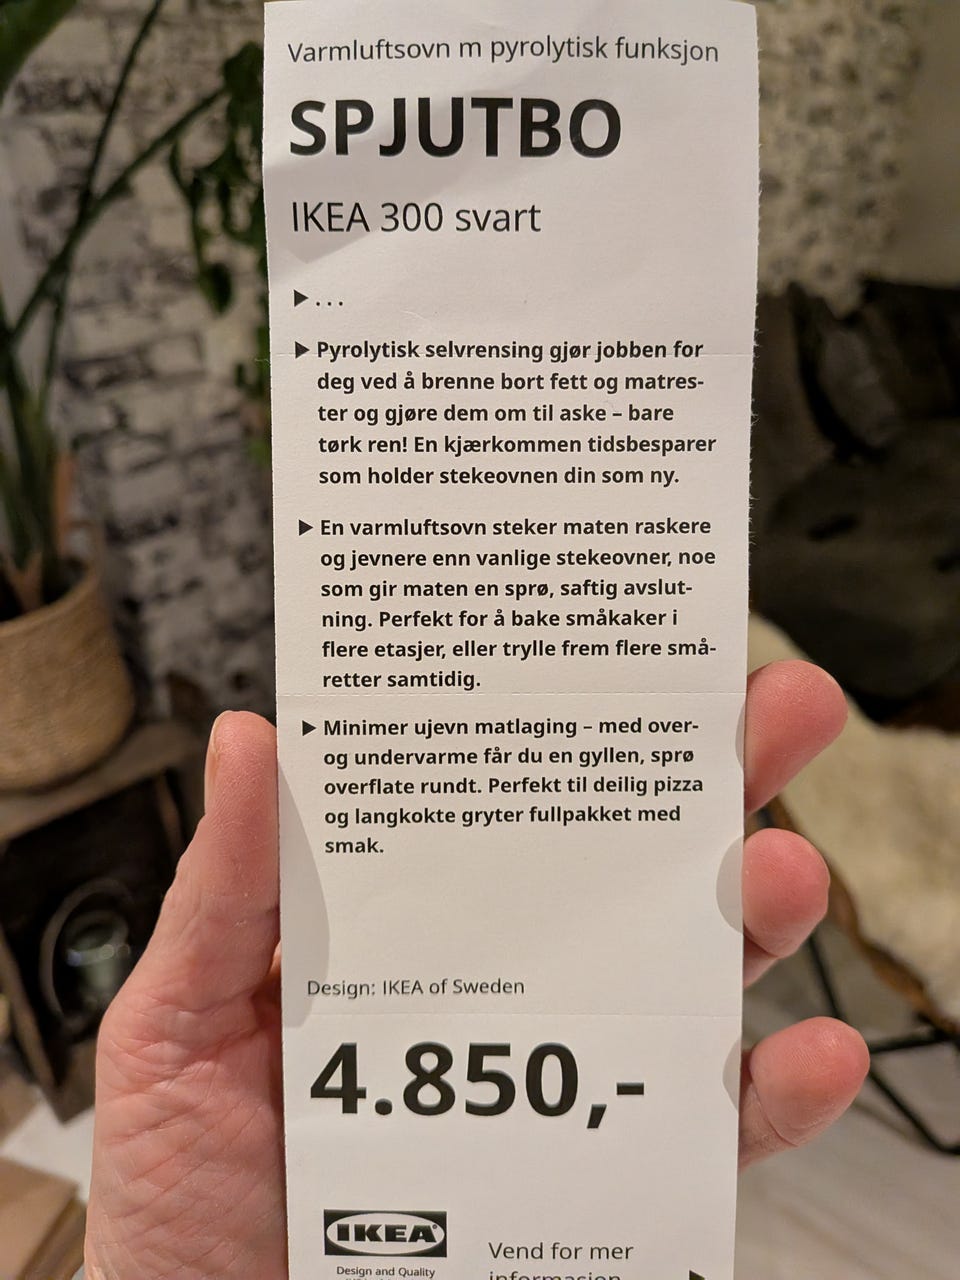 Varmluftsovn m pyrolytisk funksjon
SPJUTBO
IKEA 300 svart
▶ ...
▶ Pyrolytisk selvrensing gjør jobben for
deg ved å brenne bort fett og matres-
ter og gjøre dem om til aske – bare
tørk ren! En kjærkommen tidsbesparer
som holder stekeovnen din som ny.
▶ En varmluftsovn steker maten raskere
og jevnere enn vanlige stekeovner, noe
som gir maten en sprø, saftig avslut-
ning. Perfekt for å bake småkaker i
flere etasjer, eller trylle frem flere små-
retter samtidig.
▶ Minimer ujevn matlaging – med over-
og undervarme får du en gyllen, sprø
overflate rundt. Perfekt til deilig pizza
og langkokte gryter fullpakket med
smak.
Design: IKEA of Sweden
4.850,-
IKEA®
Design and Quality
Vend for mer
informasjon